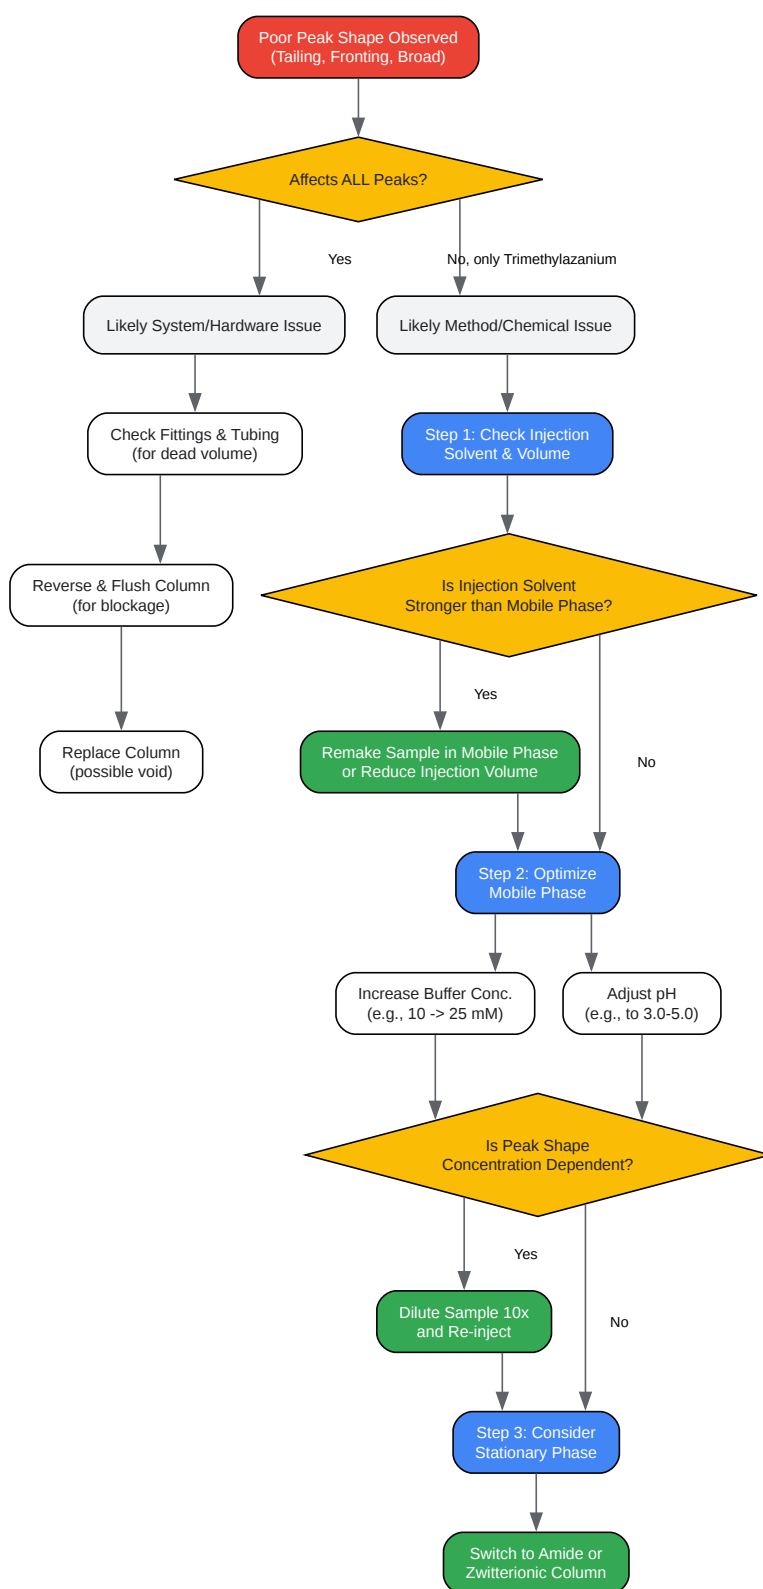 Poor Peak Shape Observed
(Tailing, Fronting, Broad)
Affects ALL Peaks?
Yes
No, only Trimethylazanium
Likely System/Hardware Issue
Likely Method/Chemical Issue
Check Fittings & Tubing
(for dead volume)
Step 1: Check Injection
Solvent & Volume
Reverse & Flush Column
(for blockage)
Is Injection Solvent
Stronger than Mobile Phase?
Yes
Replace Column
(possible void)
Remake Sample in Mobile Phase
or Reduce Injection Volume
No
Step 2: Optimize
Mobile Phase
Increase Buffer Conc.
(e.g., 10 -> 25 mM)
Adjust pH
(e.g., to 3.0-5.0)
Is Peak Shape
Concentration Dependent?
Yes
Dilute Sample 10x
and Re-inject
No
Step 3: Consider
Stationary Phase
Switch to Amide or
Zwitterionic Column